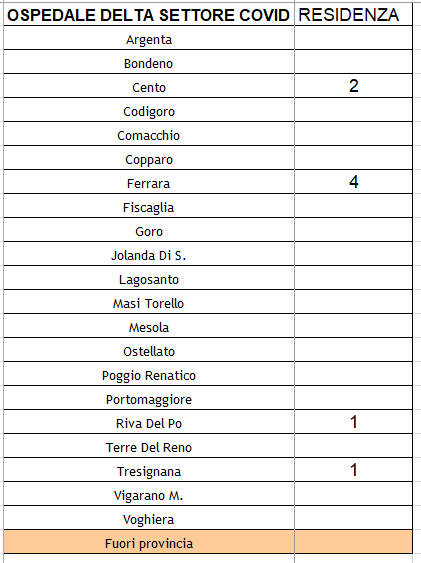 OSPEDALE DELTA SETTORE COVID RESIDENZA
Argenta
Bondeno
Cento 2
Codigoro
Comacchio
Copparo
Ferrara 4
Fiscaglia
Goro
Jolanda Di S.
Lagosanto
Masi Torello
Mesola
Ostellato
Poggio Renatico
Portomaggiore
Riva Del Po 1
Terre Del Reno
Tresignana 1
Vigarano M.
Voghiera
Fuori provincia